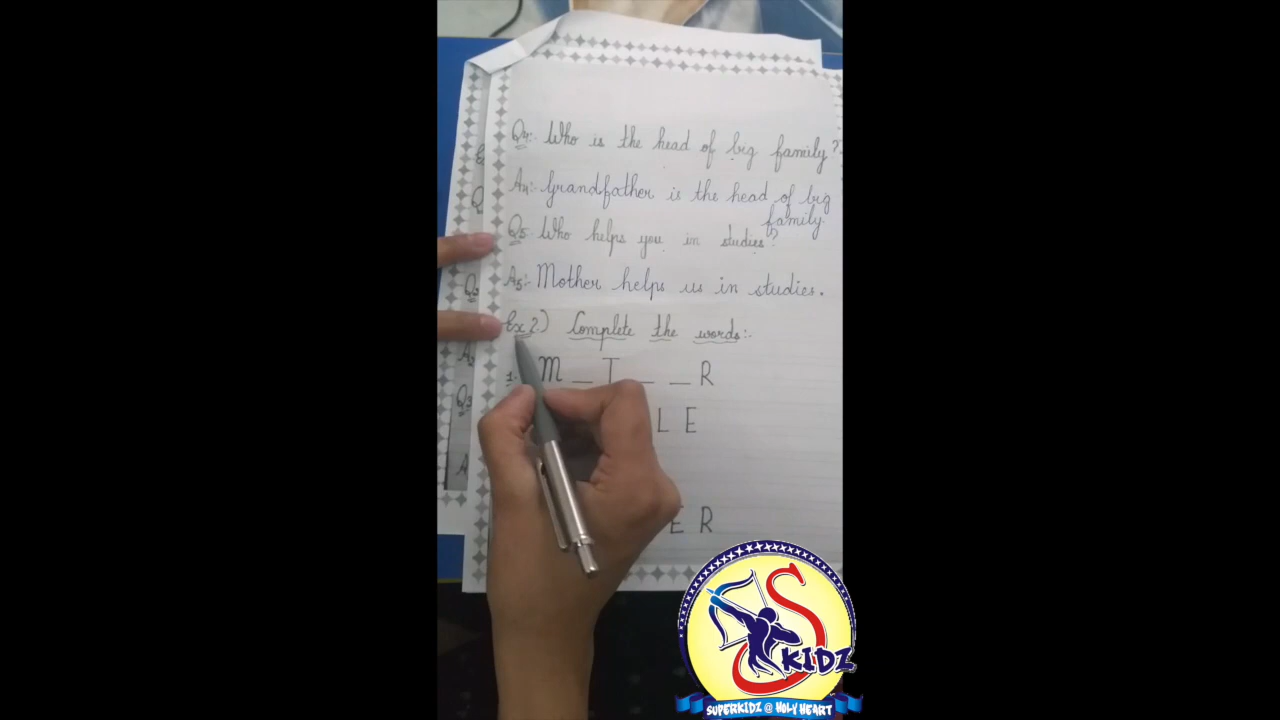 Q4:- Who is the head of big family?
A4:- Grandfather is the head of big
family.
Q5 Who helps you in studies?
A5:- Mother helps us in studies.
Ex 2) Complete the words:-
1. M _ T _ _ R
L E
E R
S
KIDZ
SUPERKIDZ @ HOLY HEART